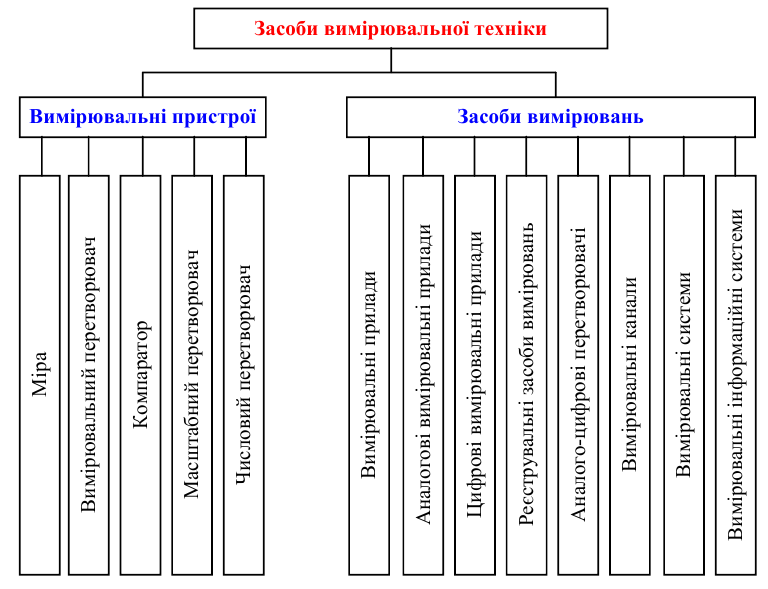 Засоби вимірювальної техніки
Вимірювальні пристрої
Засоби вимірювань
Міра
Вимірювальний перетворювач
Компаратор
Масштабний перетворювач
Числовий перетворювач
Вимірювальні прилади
Аналогові вимірювальні прилади
Цифрові вимірювальні прилади
Реєструвальні засоби вимірювань
Аналого-цифрові перетворювачі
Вимірювальні канали
Вимірювальні системи
Вимірювальні інформаційні системи